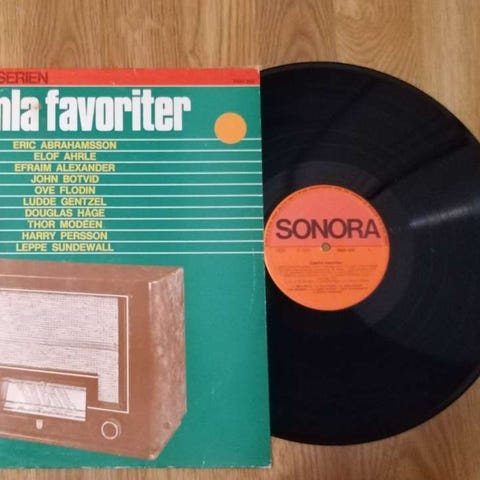 SERIEN
mla favoriter
ERIC ABRAHAMSSON
ELOF AHRLE
EFRAIM ALEXANDER
JOHN BOTVID
OVE FLODIN
LUDDE GENTZEL
DOUGLAS HÅGE
THOR MODÉEN
HARRY PERSSON
LEPPE SUNDEWALL
SONORA